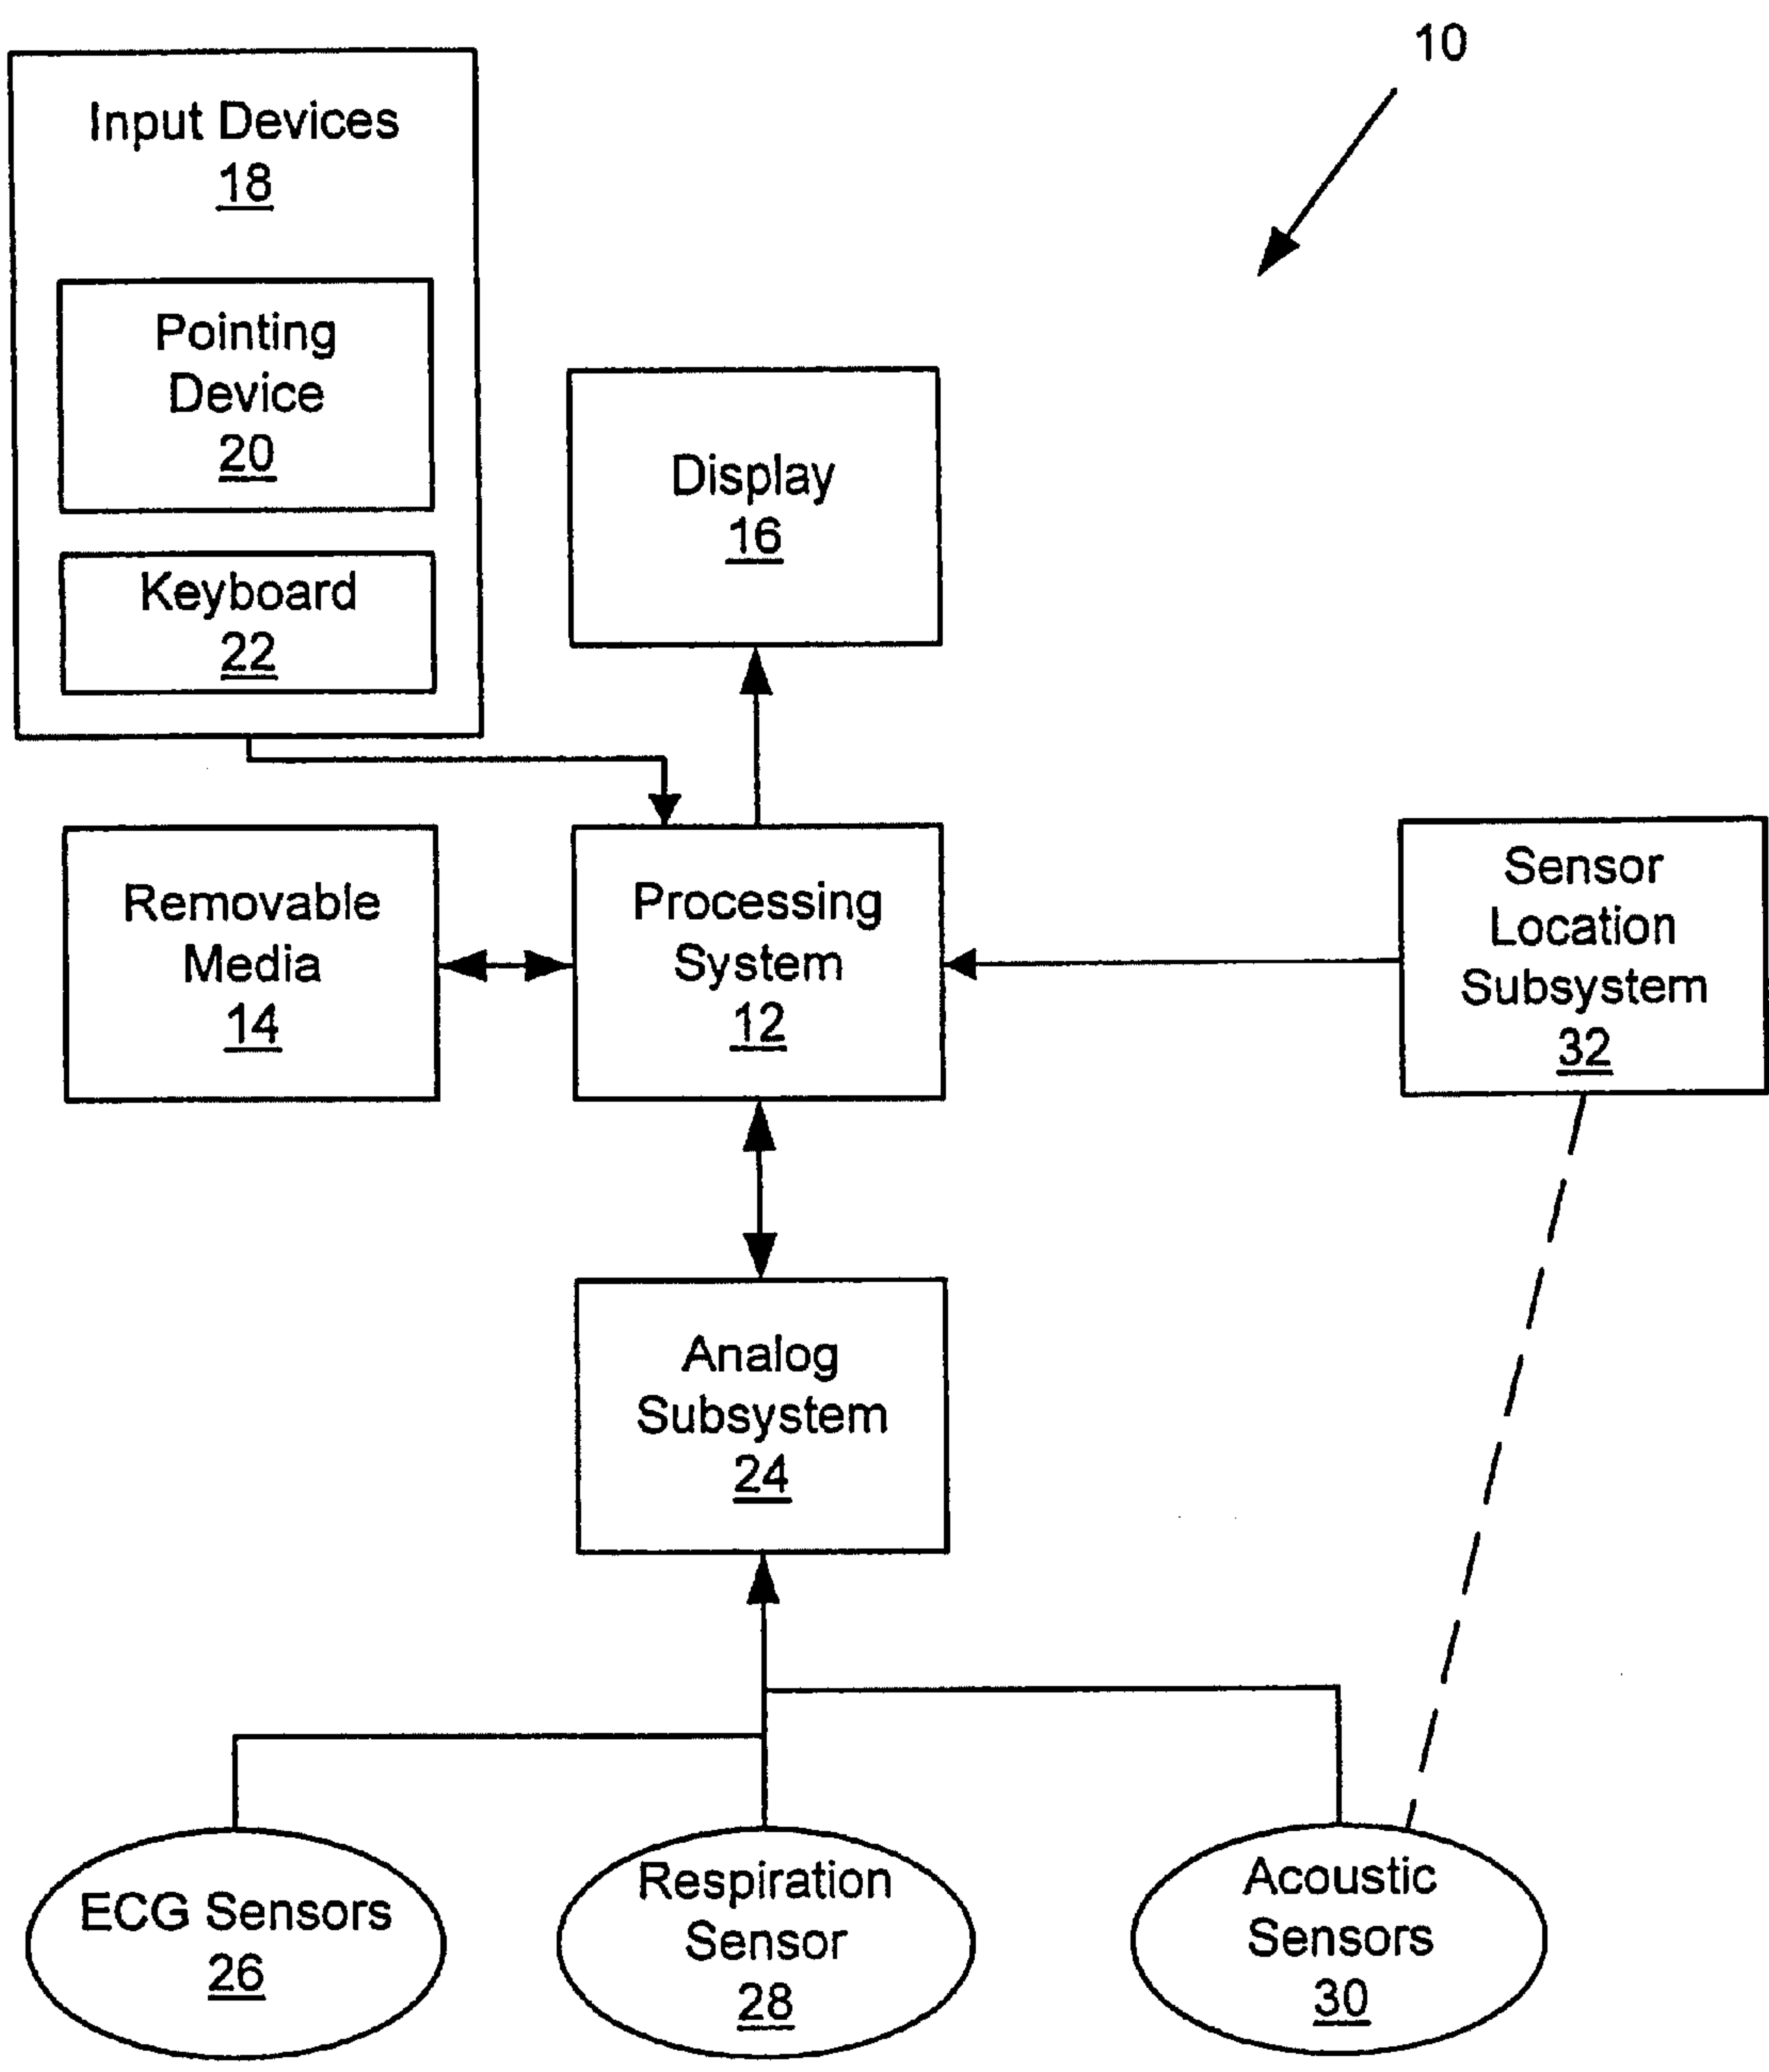 10
Input Devices
18
Pointing
Device
20
Keyboard
22
Display
16
Removable
Media
14
Processing
System
12
Sensor
Location
Subsystem
32
Analog
Subsystem
24
ECG Sensors
26
Respiration
Sensor
28
Acoustic
Sensors
30